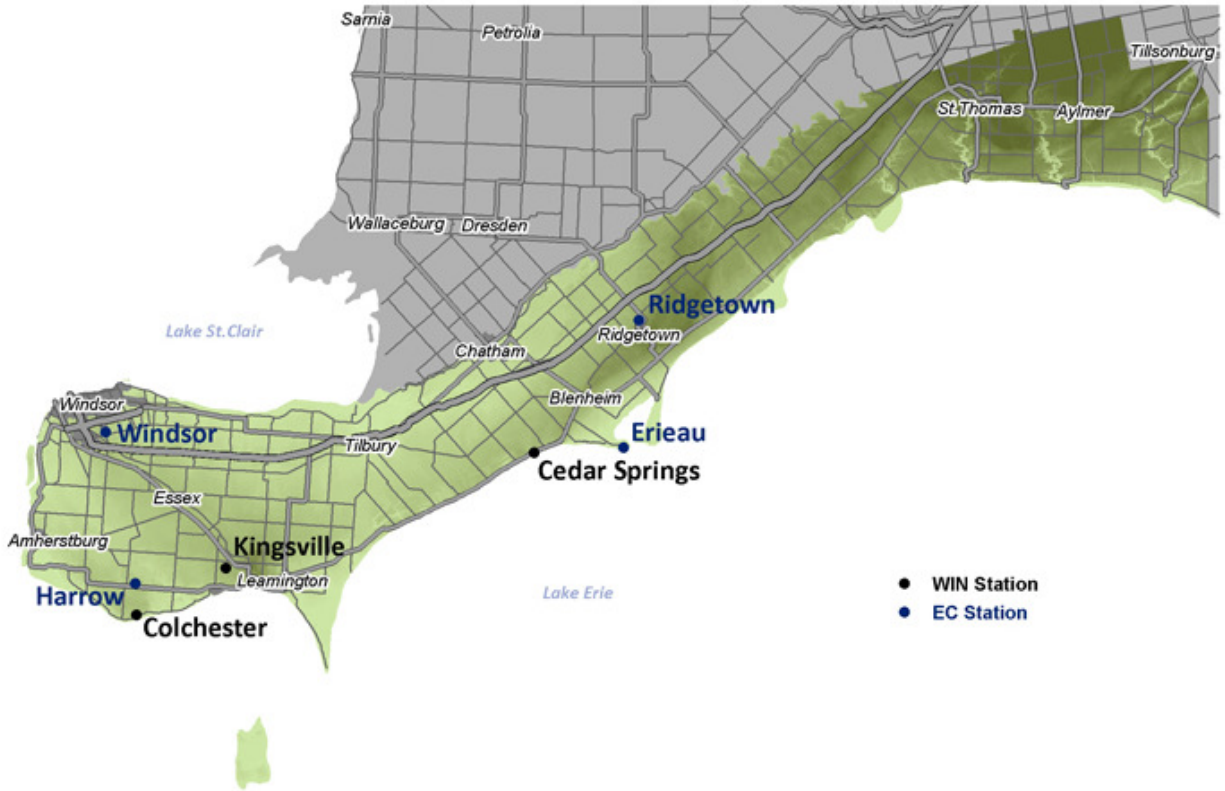 Sarnia
Petrolia
Tillsonburg
St.Thomas
Aylmer
Wallaceburg
Dresden
Ridgetown
Lake St.Clair
Ridgetown
Chatham
Blenheim
Windsor
Windsor
Erieau
Tilbury
Cedar Springs
Essex
Amherstburg
Kingsville
Leamington
WIN Station
Harrow
Lake Erie
EC Station
Colchester